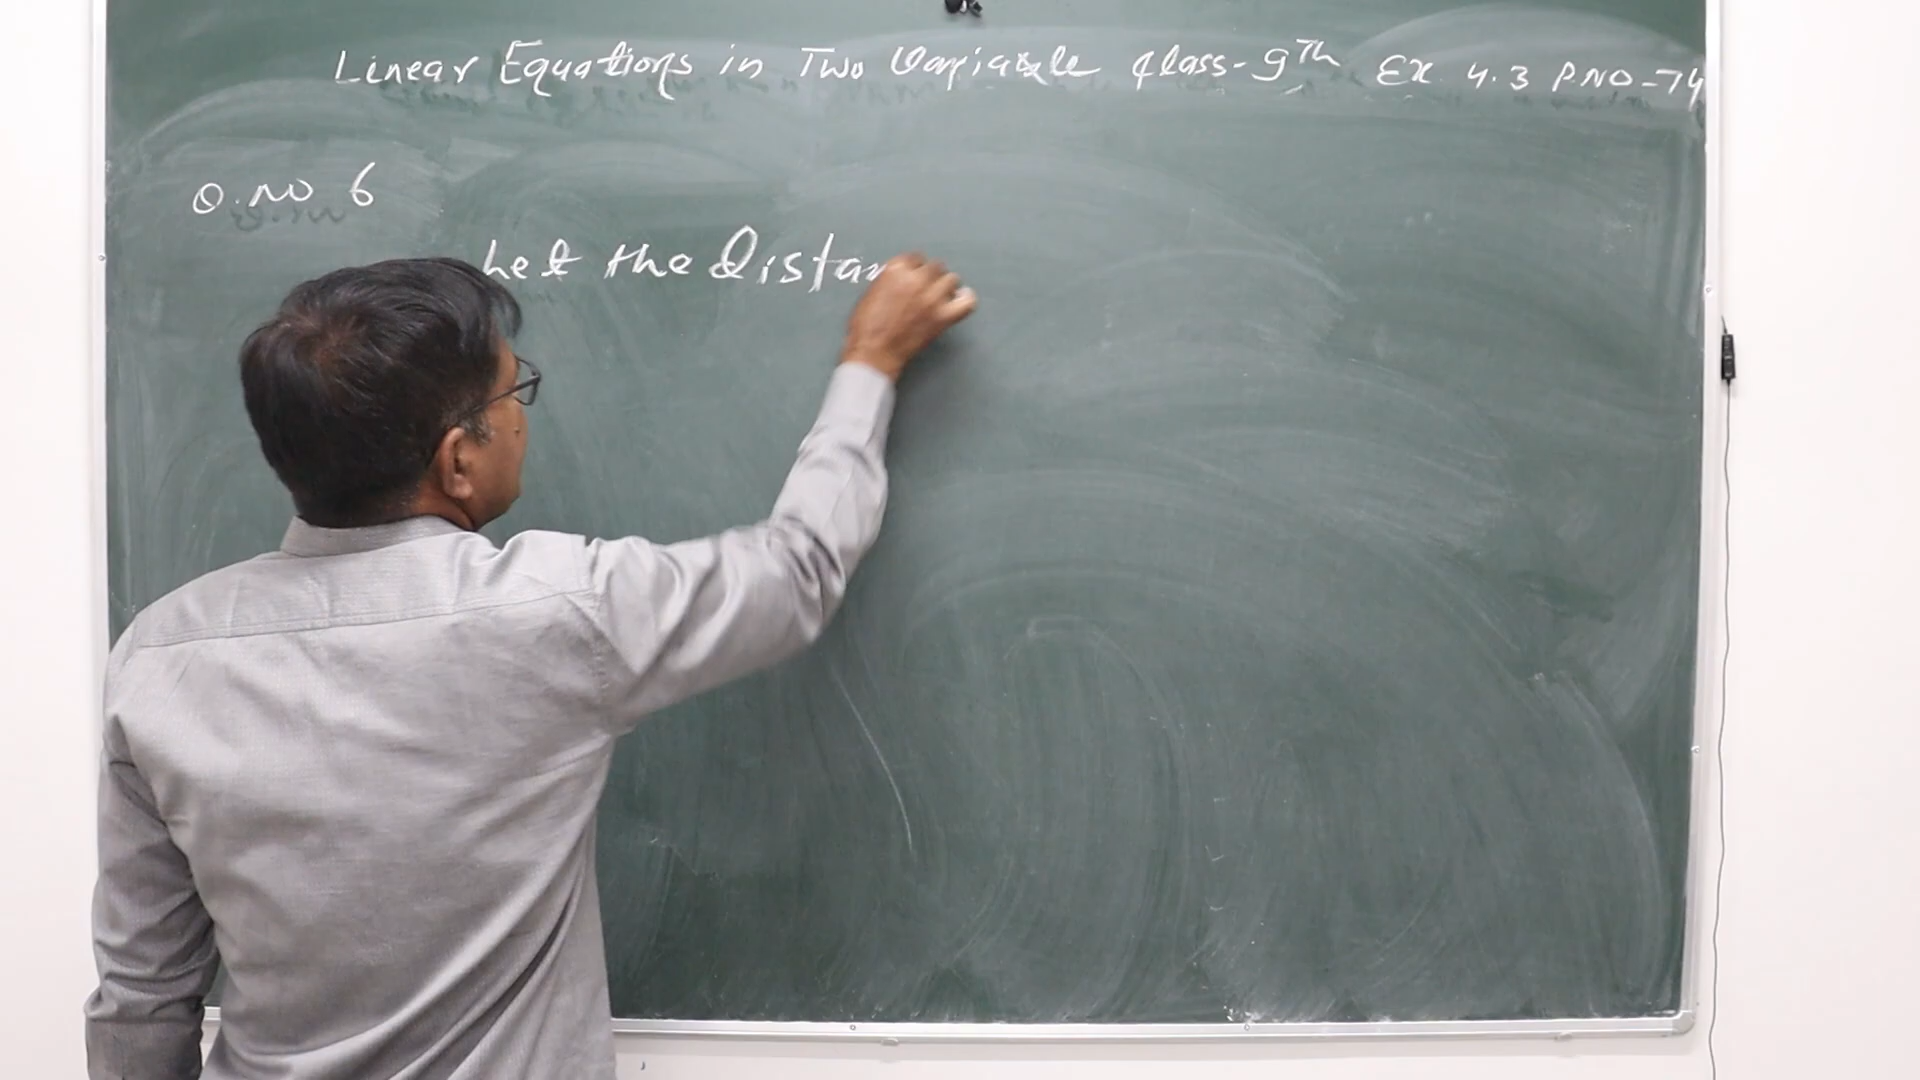 Linear Equations in Two Variable Class-9th Ex 4.3 P.NO-74
Q.NO 6
Let the Distan